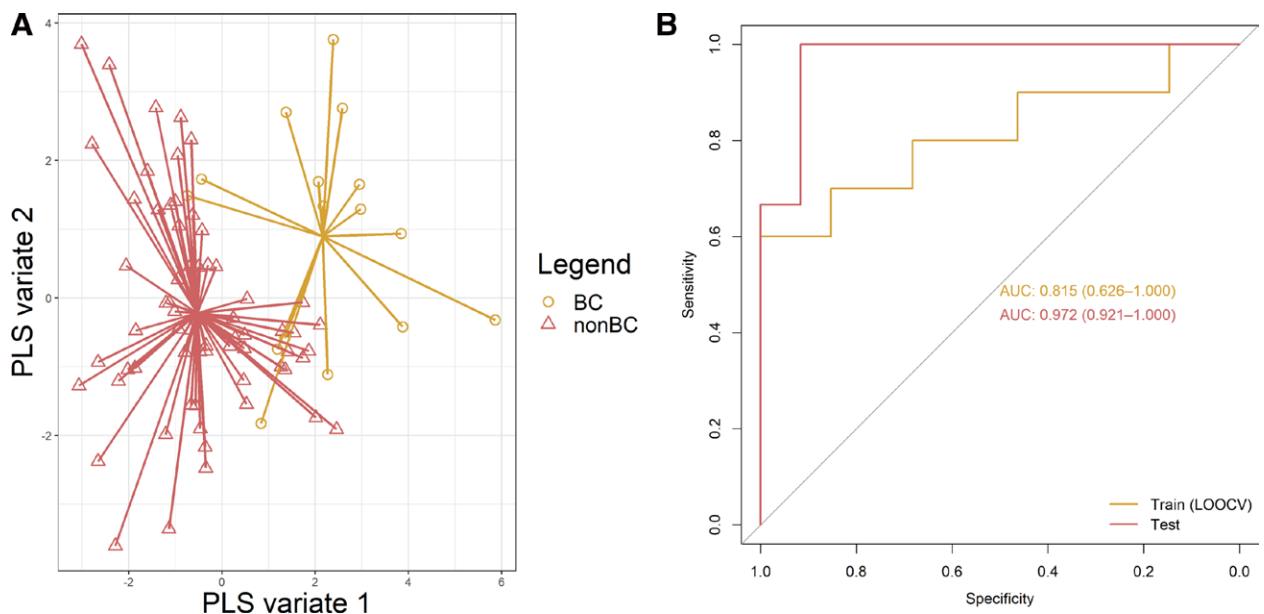 A
4
2
0
-2
PLS variate 2
-2
0
2
4
6
PLS variate 1
Legend
BC
nonBC
B
1.0
0.8
0.6
0.4
0.2
0.0
Sensitivity
AUC: 0.815 (0.626–1.000)
AUC: 0.972 (0.921–1.000)
Train (LOOCV)
Test
1.0
0.8
0.6
0.4
0.2
0.0
Specificity